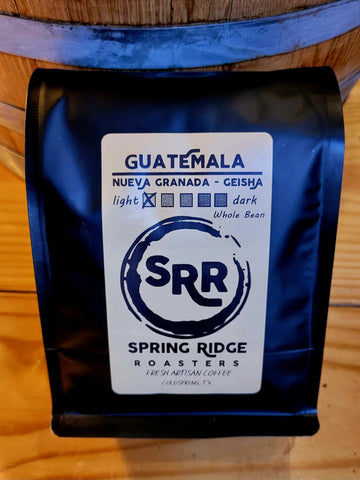 GUATEMALA
NUEVA GRANADA - GEISHA
light dark
Whole Bean
SRR
SPRING RIDGE
ROASTERS
FRESH ARTISAN COFFEE
COLDSPRING, Tx